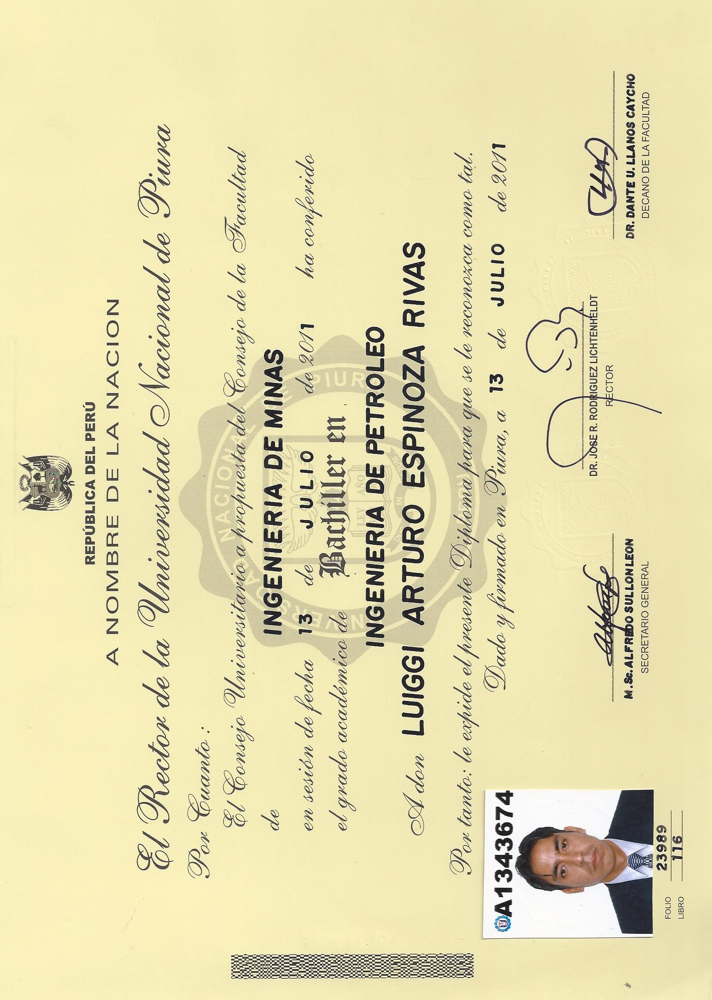 REPÚBLICA DEL PERÚ
A NOMBRE DE LA NACION
El Rector de la Universidad Nacional de Piura
Por Cuanto :
El Consejo Universitario a propuesta del Consejo de la Facultad
de INGENIERIA DE MINAS
en sesión de fecha 13 de JULIO de 2011 ha conferido
el grado académico de Bachiller en
INGENIERIA DE PETROLEO
A don LUIGGI ARTURO ESPINOZA RIVAS
Por tanto: le expide el presente Diploma para que se le reconozca como tal.
Dado y firmado en Piura, a 13 de JULIO de 2011
A1343674
M.Sc. ALFREDO SULLON LEON
SECRETARIO GENERAL
DR. JOSE R. RODRIGUEZ LICHTENHELDT
RECTOR
DR. DANTE U. LLANOS CAYCHO
DECANO DE LA FACULTAD
FOLIO 23989
LIBRO 116